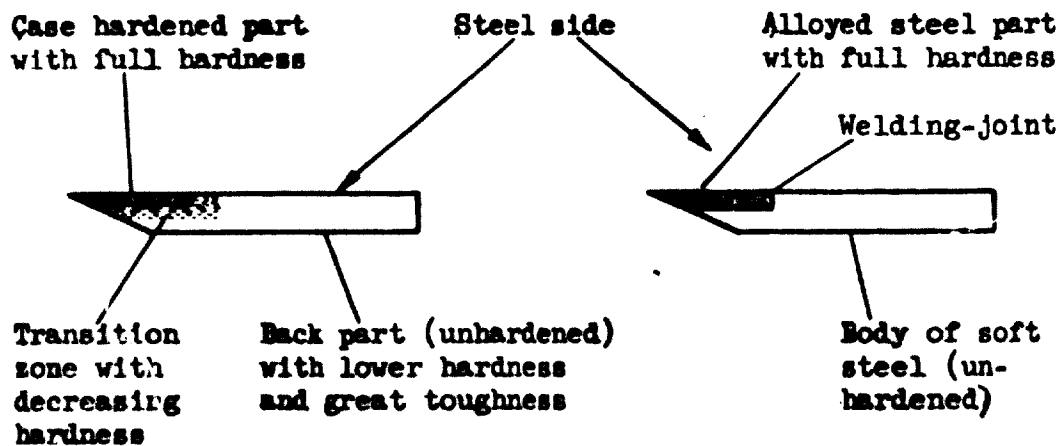 Case hardened part
with full hardness
Steel side
Alloyed steel part
with full hardness
Welding-joint
Transition
zone with
decreasing
hardness
Back part (unhardened)
with lower hardness
and great toughness
Body of soft
steel (un-
hardened)